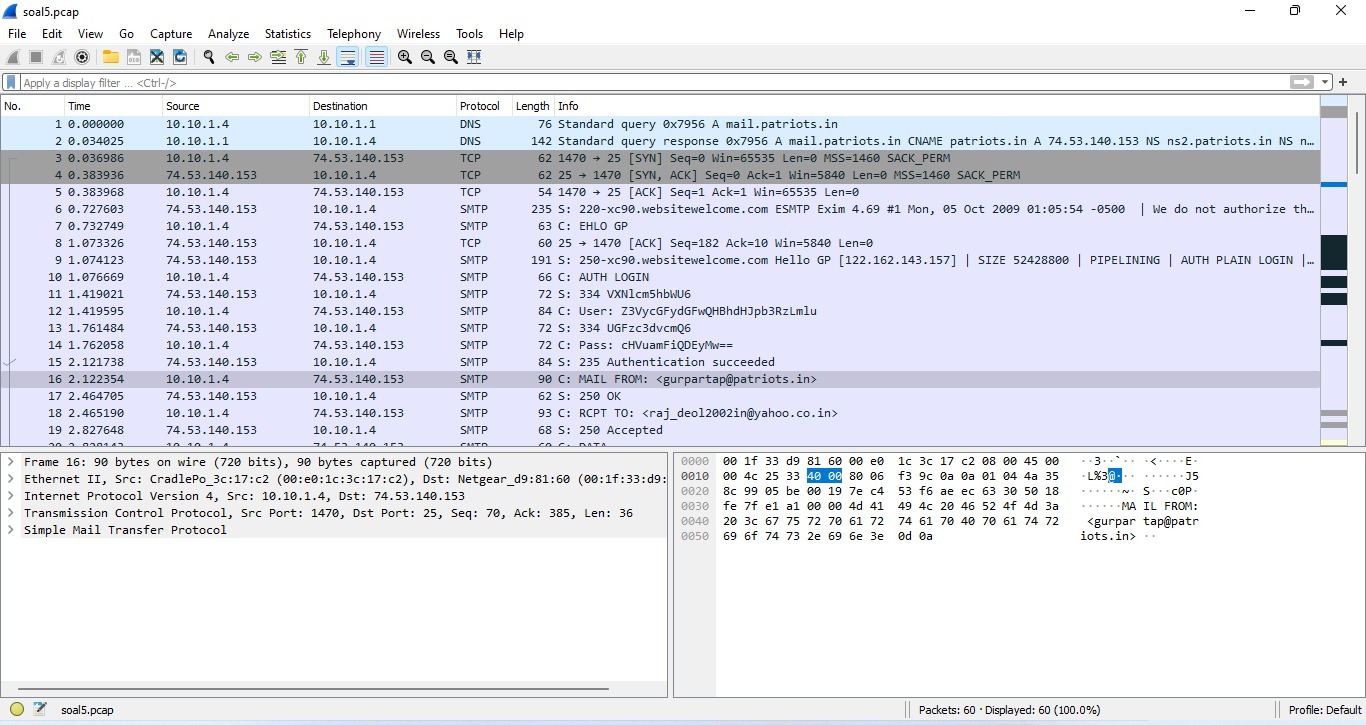 soal5.pcap
File Edit View Go Capture Analyze Statistics Telephony Wireless Tools Help
Apply a display filter ... <Ctrl-/>
No. Time Source Destination Protocol Length Info
1 0.000000 10.10.1.4 10.10.1.1 DNS 76 Standard query 0x7956 A mail.patriots.in
2 0.034025 10.10.1.1 10.10.1.4 DNS 142 Standard query response 0x7956 A mail.patriots.in CNAME patriots.in A 74.53.140.153 NS ns2.patriots.in NS n…
3 0.036986 10.10.1.4 74.53.140.153 TCP 62 1470 → 25 [SYN] Seq=0 Win=65535 Len=0 MSS=1460 SACK_PERM
4 0.383936 74.53.140.153 10.10.1.4 TCP 62 25 → 1470 [SYN, ACK] Seq=0 Ack=1 Win=5840 Len=0 MSS=1460 SACK_PERM
5 0.383968 10.10.1.4 74.53.140.153 TCP 54 1470 → 25 [ACK] Seq=1 Ack=1 Win=65535 Len=0
6 0.727603 74.53.140.153 10.10.1.4 SMTP 235 S: 220-xc90.websitewelcome.com ESMTP Exim 4.69 #1 Mon, 05 Oct 2009 01:05:54 -0500 | We do not authorize th…
7 0.732749 10.10.1.4 74.53.140.153 SMTP 63 C: EHLO GP
8 1.073326 74.53.140.153 10.10.1.4 TCP 60 25 → 1470 [ACK] Seq=182 Ack=10 Win=5840 Len=0
9 1.074123 74.53.140.153 10.10.1.4 SMTP 191 S: 250-xc90.websitewelcome.com Hello GP [122.162.143.157] | SIZE 52428800 | PIPELINING | AUTH PLAIN LOGIN |…
10 1.076669 10.10.1.4 74.53.140.153 SMTP 66 C: AUTH LOGIN
11 1.419021 74.53.140.153 10.10.1.4 SMTP 72 S: 334 VXNlcm5hbWU6
12 1.419595 10.10.1.4 74.53.140.153 SMTP 84 C: User: Z3VycGFydGFwQHBhdHJpb3RzLmlu
13 1.761484 74.53.140.153 10.10.1.4 SMTP 72 S: 334 UGFzc3dvcmQ6
14 1.762058 10.10.1.4 74.53.140.153 SMTP 72 C: Pass: cHVuamFiQDEyMw==
15 2.121738 74.53.140.153 10.10.1.4 SMTP 84 S: 235 Authentication succeeded
16 2.122354 10.10.1.4 74.53.140.153 SMTP 90 C: MAIL FROM: <gurpartap@patriots.in>
17 2.464705 74.53.140.153 10.10.1.4 SMTP 62 S: 250 OK
18 2.465190 10.10.1.4 74.53.140.153 SMTP 93 C: RCPT TO: <raj_deol2002in@yahoo.co.in>
19 2.827648 74.53.140.153 10.10.1.4 SMTP 68 S: 250 Accepted
Frame 16: 90 bytes on wire (720 bits), 90 bytes captured (720 bits)
Ethernet II, Src: CradlePo_3c:17:c2 (00:e0:1c:3c:17:c2), Dst: Netgear_d9:81:60 (00:1f:33:d9:
Internet Protocol Version 4, Src: 10.10.1.4, Dst: 74.53.140.153
Transmission Control Protocol, Src Port: 1470, Dst Port: 25, Seq: 70, Ack: 385, Len: 36
Simple Mail Transfer Protocol
0000 00 1f 33 d9 81 60 00 e0 1c 3c 17 c2 08 00 45 00 ··3··`·· ·<····E·
0010 00 4c 25 33 40 00 80 06 f3 9c 0a 0a 01 04 4a 35 ·L%3@··· ······J5
0020 8c 99 05 be 00 19 7e c4 53 f6 ae ec 63 30 50 18 ······~· S···c0P·
0030 fe 7f e1 a1 00 00 4d 41 49 4c 20 46 52 4f 4d 3a ······MA IL FROM:
0040 20 3c 67 75 72 70 61 72 74 61 70 40 70 61 74 72 <gurpar tap@patr
0050 69 6f 74 73 2e 69 6e 3e 0d 0a iots.in> ··
soal5.pcap Packets: 60 · Displayed: 60 (100.0%) Profile: Default